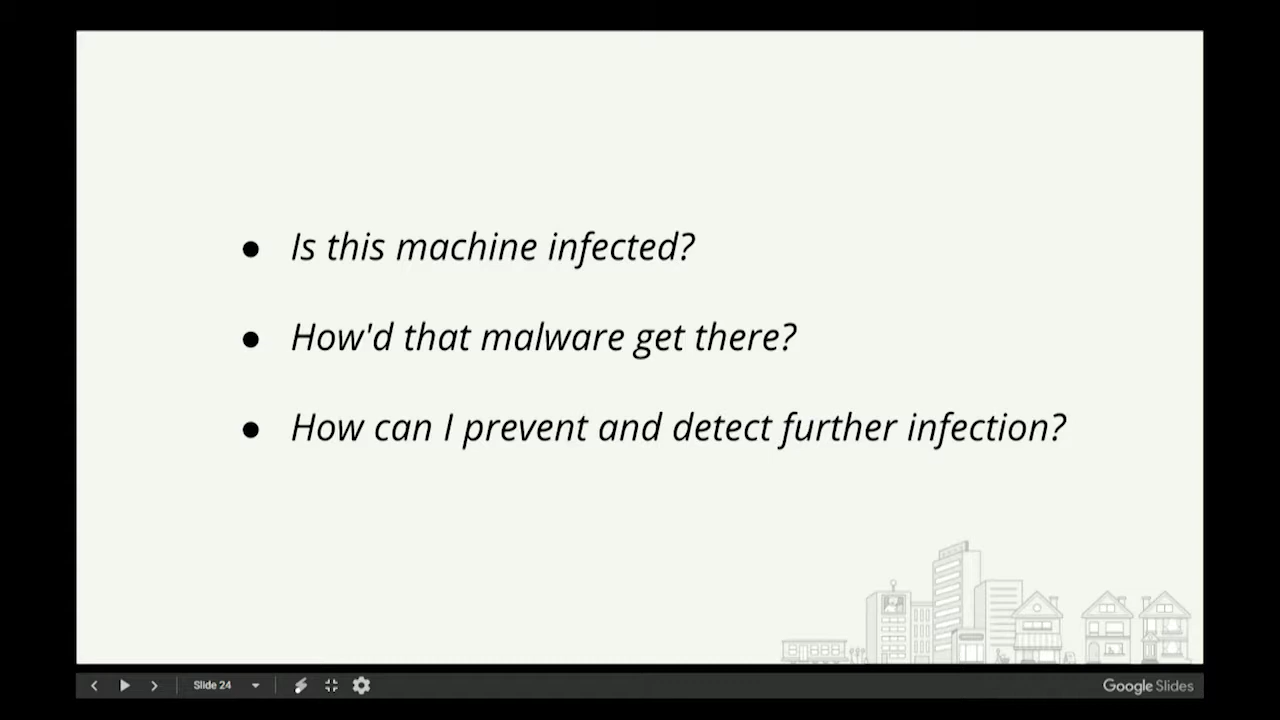 ● Is this machine infected?
● How'd that malware get there?
● How can I prevent and detect further infection?
Slide 24
Google Slides